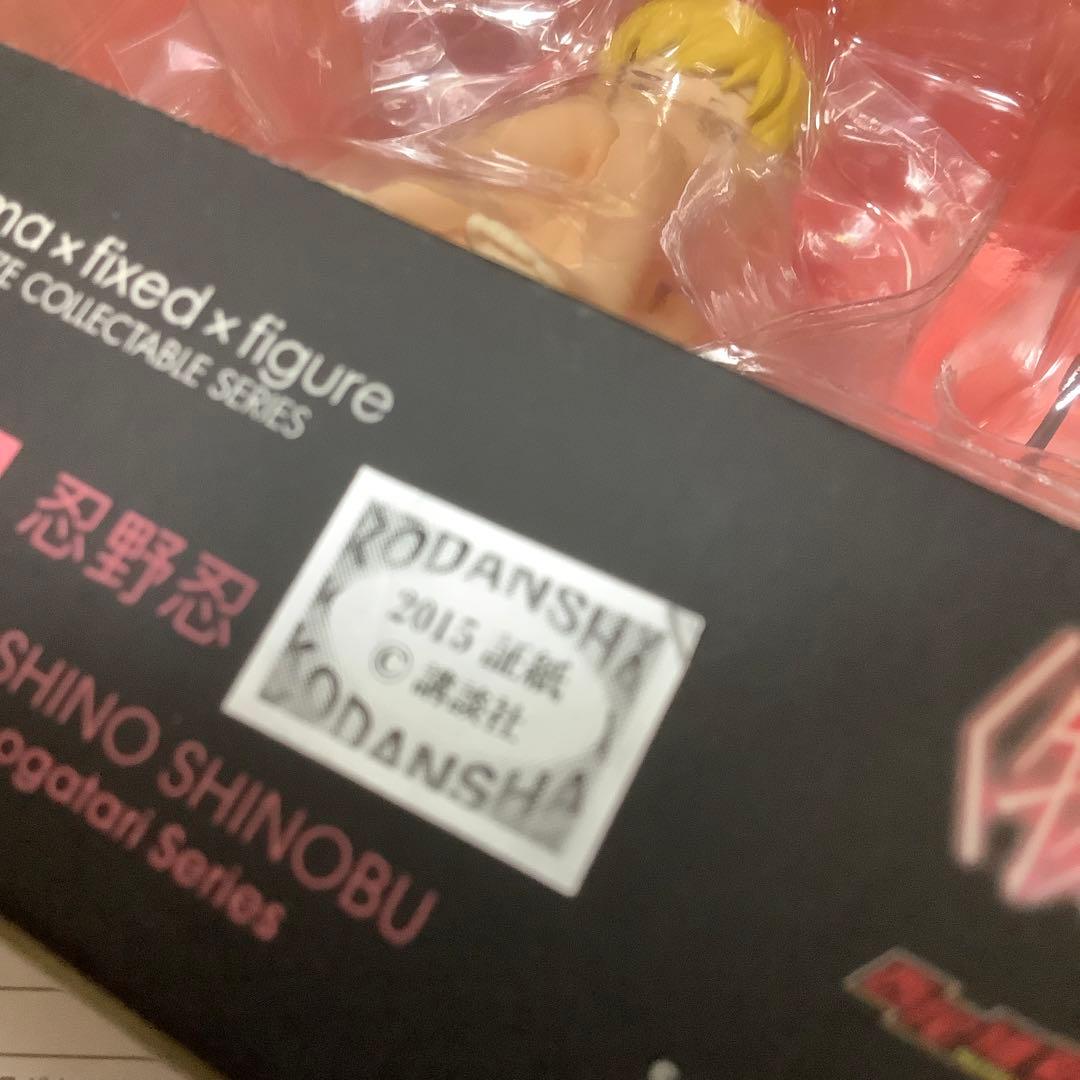 ma×fixed×figure
ZE COLLECTABLE SERIES
忍野忍
SHINO SHINOBU
ogatari Series
KODANSHA
2015 証紙
© 講談社
KODANSHA